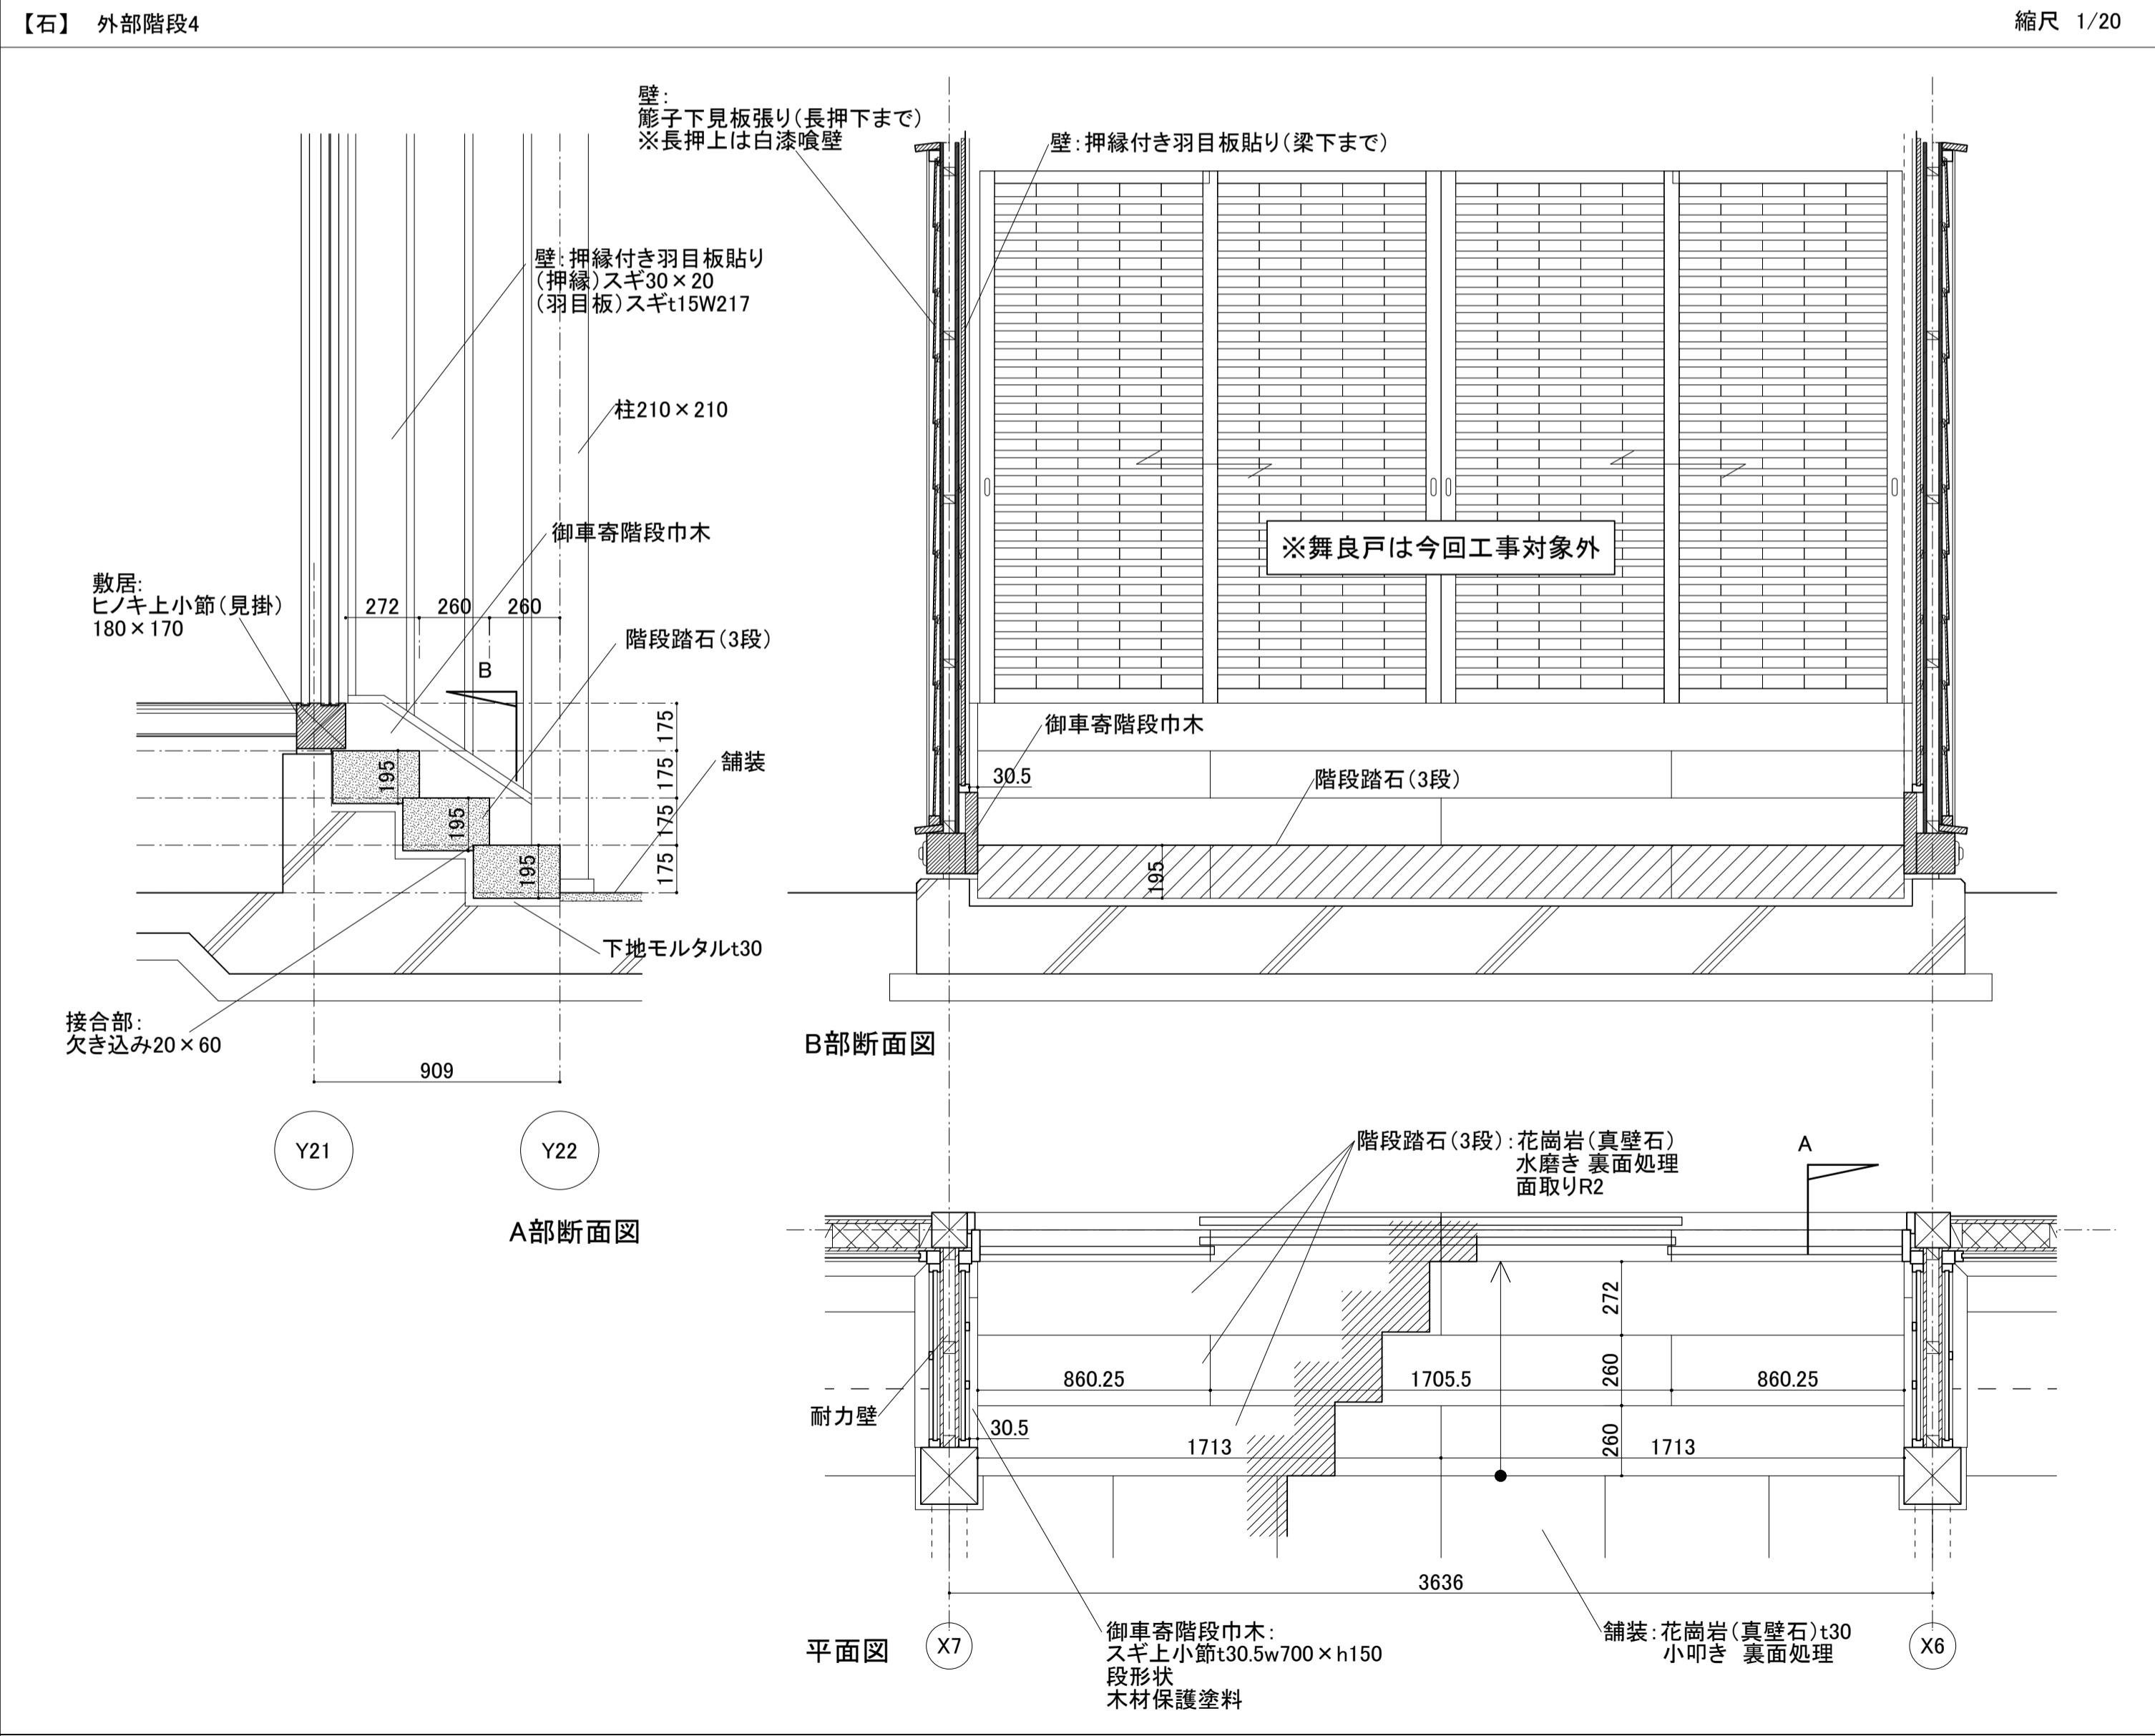 【石】 外部階段4
縮尺 1/20
壁:
簓子下見板張り(長押下まで)
※長押上は白漆喰壁
壁:押縁付き羽目板貼り(梁下まで)
壁:押縁付き羽目板貼り
(押縁)スギ30×20
(羽目板)スギt15W217
柱210×210
御車寄階段巾木
敷居:
ヒノキ上小節(見掛)
180×170
272
260
260
階段踏石(3段)
B
175
175
175
175
195
195
195
舗装
下地モルタルt30
接合部:
欠き込み20×60
909
Y21
Y22
A部断面図
※舞良戸は今回工事対象外
御車寄階段巾木
30.5
階段踏石(3段)
195
B部断面図
階段踏石(3段):花崗岩(真壁石)
水磨き 裏面処理
面取りR2
A
272
260
260
860.25
1705.5
860.25
耐力壁
30.5
1713
1713
3636
平面図
X7
X6
御車寄階段巾木:
スギ上小節t30.5w700×h150
段形状
木材保護塗料
舗装:花崗岩(真壁石)t30
小叩き 裏面処理